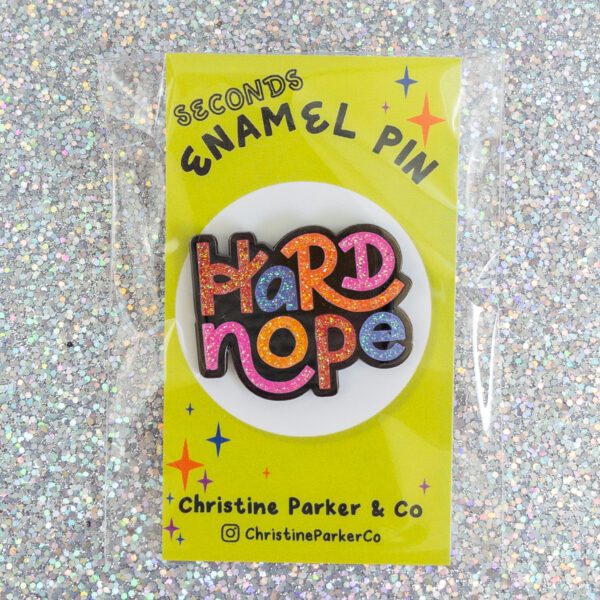 SECONDS
ENAMEL PIN
HaRD
nope
Christine Parker & Co
ChristineParkerCo